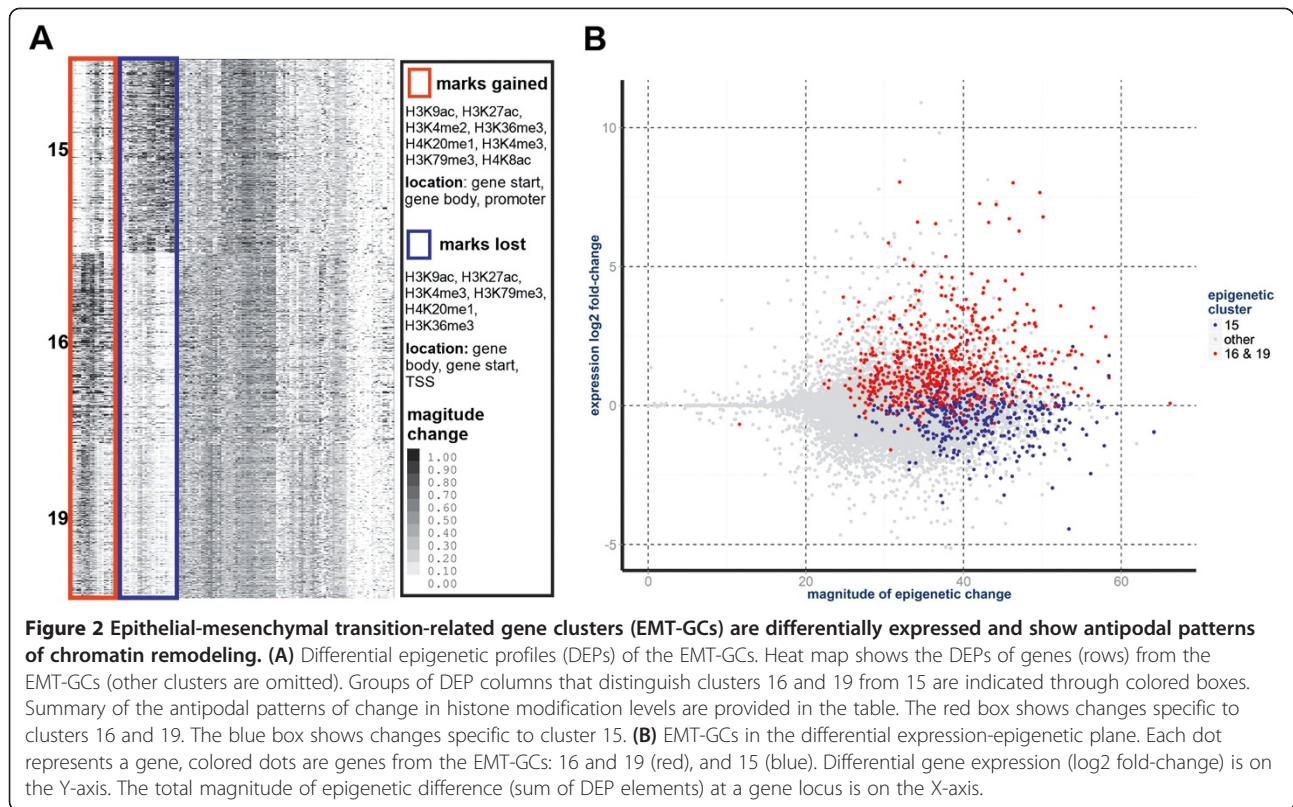 A
15
16
19
marks gained
H3K9ac, H3K27ac,
H3K4me2, H3K36me3,
H4K20me1, H3K4me3,
H3K79me3, H4K8ac
location: gene start,
gene body, promoter
marks lost
H3K9ac, H3K27ac,
H3K4me3, H3K79me3,
H4K20me1,
H3K36me3
location: gene
body, gene start,
TSS
magitude
change
1.00
0.90
0.80
0.70
0.60
0.50
0.40
0.30
0.20
0.10
0.00
B
expression log2 fold-change
10
5
0
-5
0
20
40
60
magnitude of epigenetic change
epigenetic
cluster
15
other
16 & 19
Figure 2 Epithelial-mesenchymal transition-related gene clusters (EMT-GCs) are differentially expressed and show antipodal patterns
of chromatin remodeling. (A) Differential epigenetic profiles (DEPs) of the EMT-GCs. Heat map shows the DEPs of genes (rows) from the
EMT-GCs (other clusters are omitted). Groups of DEP columns that distinguish clusters 16 and 19 from 15 are indicated through colored boxes.
Summary of the antipodal patterns of change in histone modification levels are provided in the table. The red box shows changes specific to
clusters 16 and 19. The blue box shows changes specific to cluster 15. (B) EMT-GCs in the differential expression-epigenetic plane. Each dot
represents a gene, colored dots are genes from the EMT-GCs: 16 and 19 (red), and 15 (blue). Differential gene expression (log2 fold-change) is on
the Y-axis. The total magnitude of epigenetic difference (sum of DEP elements) at a gene locus is on the X-axis.